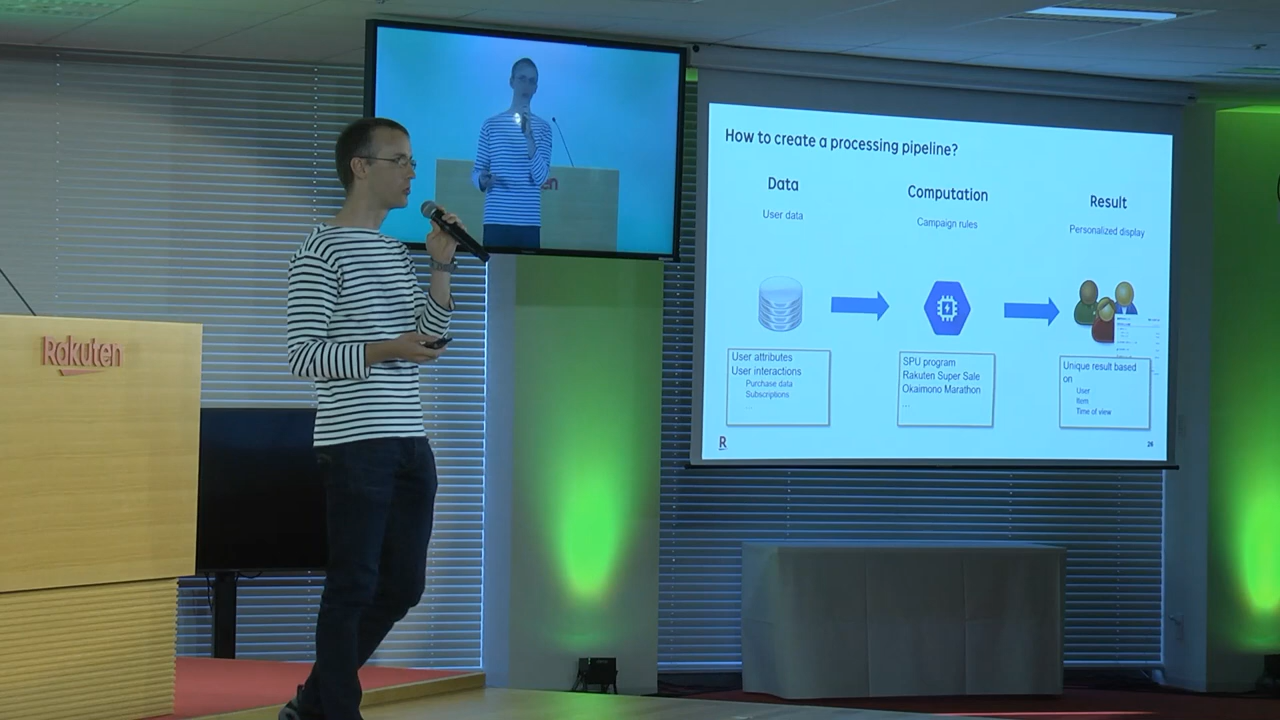 Rakuten
en
How to create a processing pipeline?
Data
User data
User attributes
User interactions
Purchase data
Subscriptions
...
Computation
Campaign rules
SPU program
Rakuten Super Sale
Okaimono Marathon
...
Result
Personalized display
Unique result based
on
User
Item
Time of view
R
26